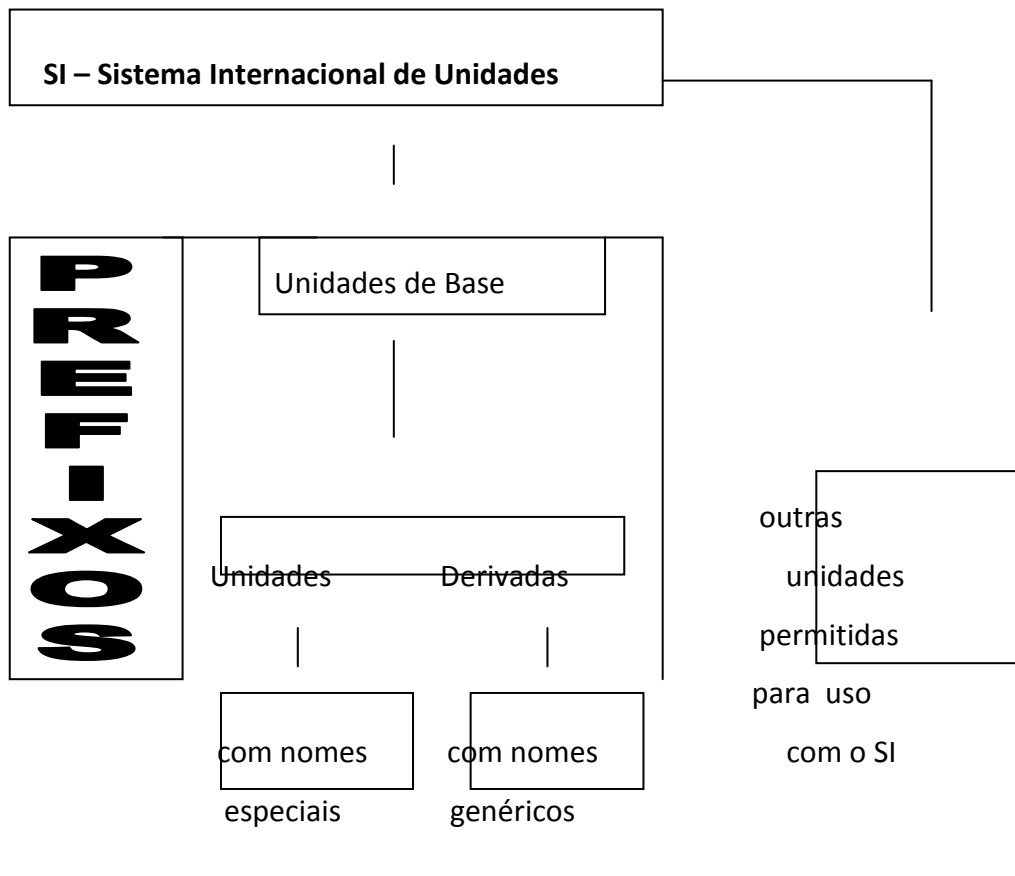 SI – Sistema Internacional de Unidades
PREFIXOS
Unidades de Base
Unidades Derivadas
com nomes
especiais
com nomes
genéricos
outras
unidades
permitidas
para uso
com o SI